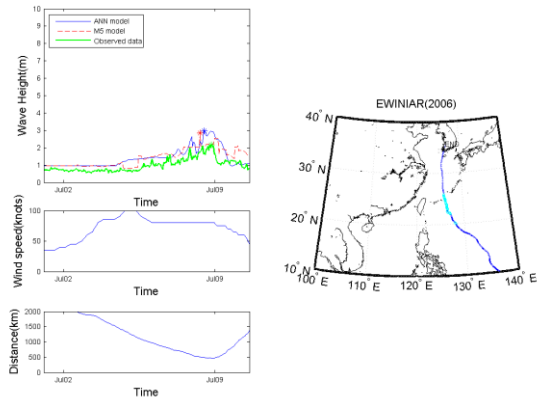 ANN model
M5 model
Observed data
Wave Height(m)
10
9
8
7
6
5
4
3
2
1
0
Jul02
Jul09
Time
Wind speed(Knots)
100
50
0
Jul02
Jul09
Time
Distance(km)
2000
1500
1000
500
0
Jul02
Jul09
Time
EWINIAR(2006)
40° N
30° N
20° N
10° N
100° E
110° E
120° E
130° E
140° E